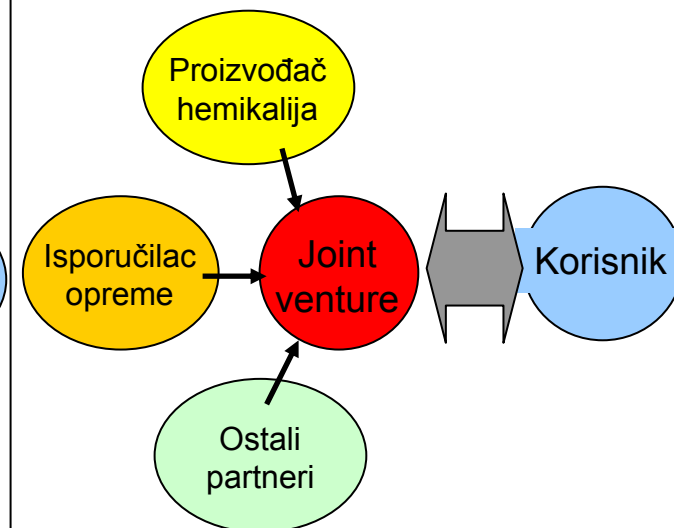 Proizvođač
hemikalija
Isporučilac
opreme
Joint
venture
Korisnik
Ostali
partneri